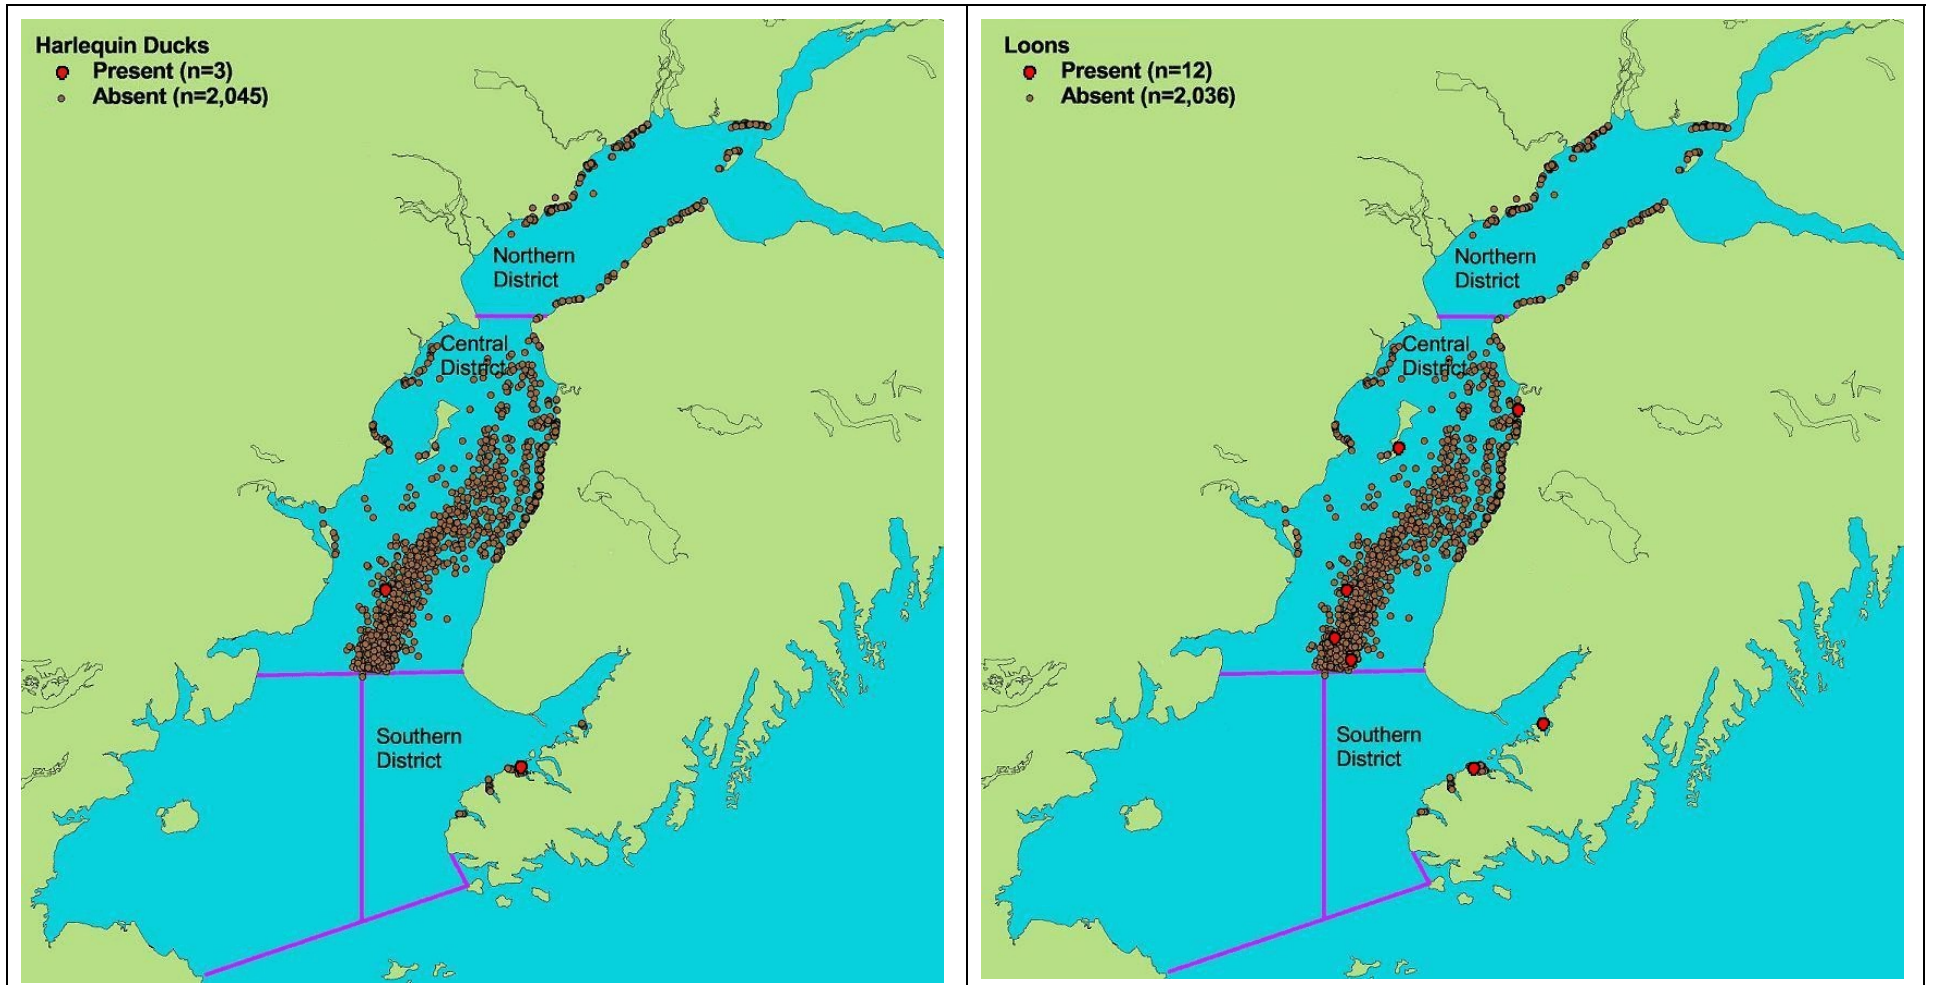 Harlequin Ducks
Present (n=3)
Absent (n=2,045)
Northern
District
Central
District
Southern
District
Loons
Present (n=12)
Absent (n=2,036)
Northern
District
Central
District
Southern
District